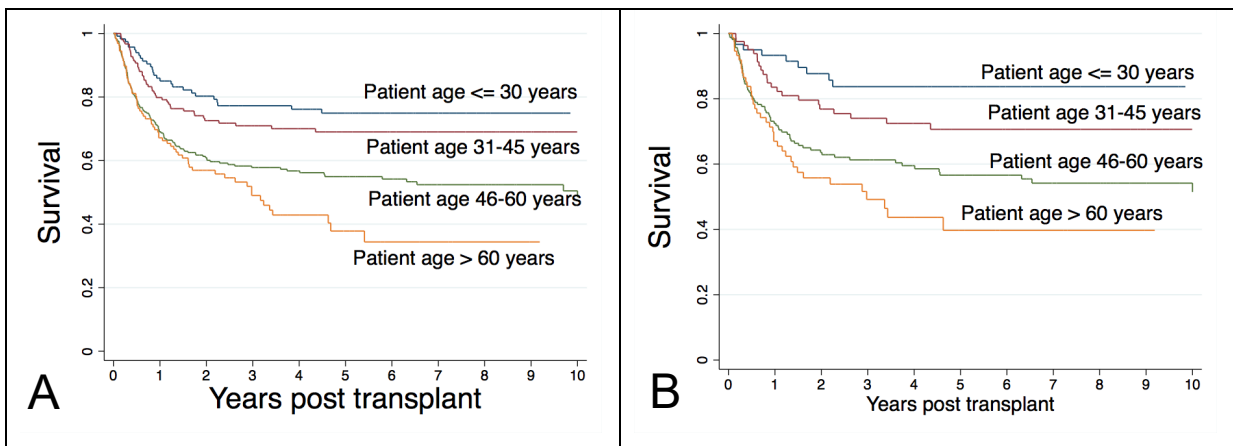 1
0.8
0.6
0.4
0.2
0
Survival
Patient age <= 30 years
Patient age 31-45 years
Patient age 46-60 years
Patient age > 60 years
0 1 2 3 4 5 6 7 8 9 10
Years post transplant
A
1
0.8
0.6
0.4
0.2
0
Survival
Patient age <= 30 years
Patient age 31-45 years
Patient age 46-60 years
Patient age > 60 years
0 1 2 3 4 5 6 7 8 9 10
Years post transplant
B